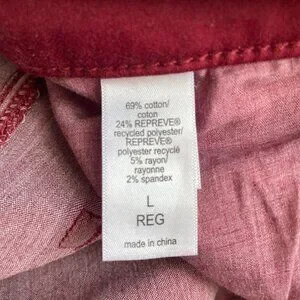 69% cotton/
coton
24% REPREVE®
recycled polyester/
REPREVE®
polyester recyclé
5% rayon/
rayonne
2% spandex
L
REG
made in china